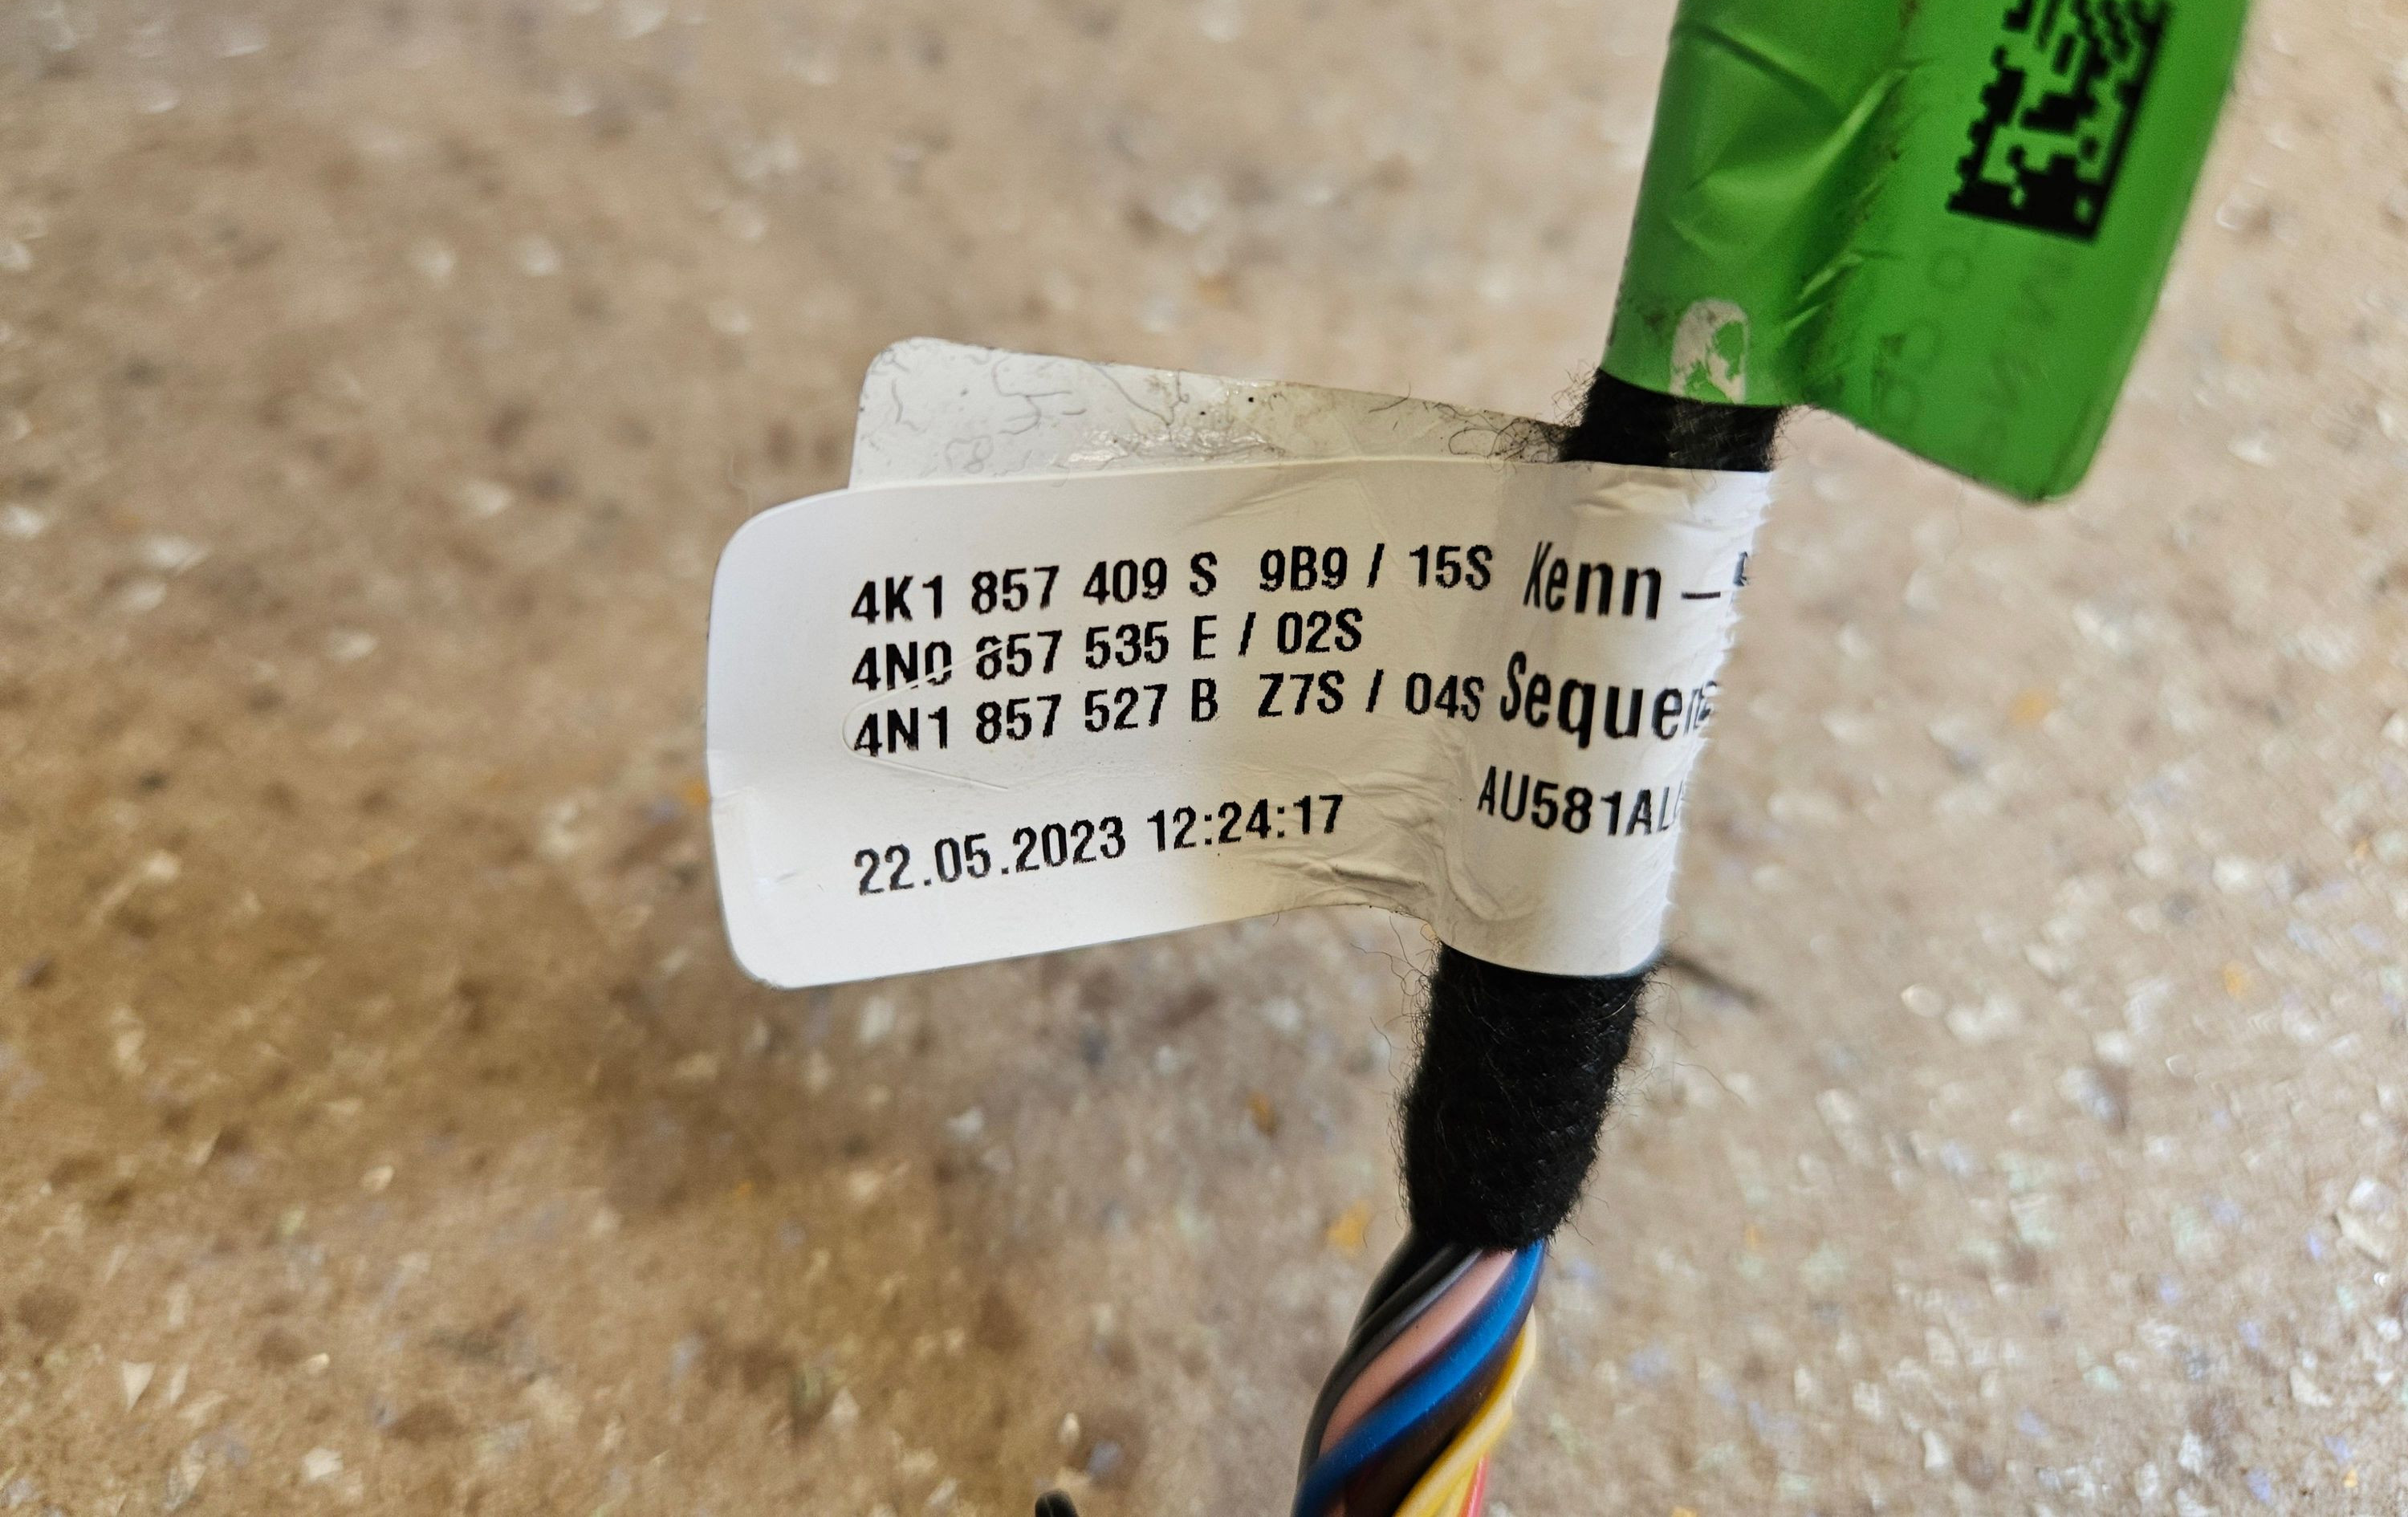 4K1 857 409 S 9B9 / 15S
4N0 857 535 E / 02S
4N1 857 527 B Z7S / 04S
22.05.2023 12:24:17
Kenn –